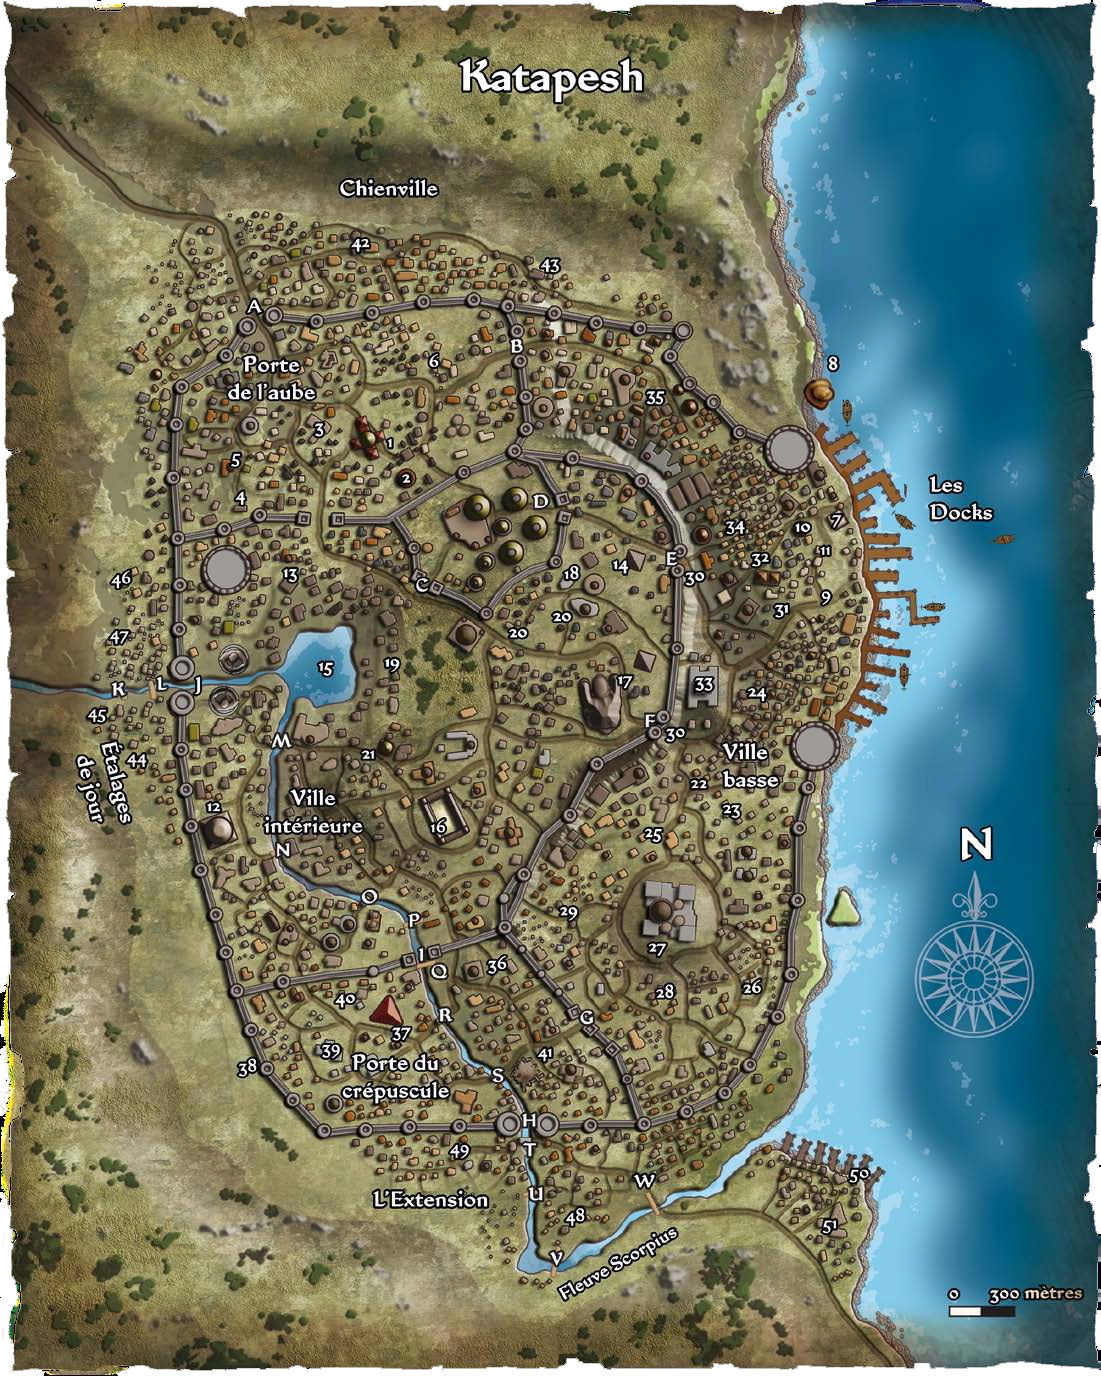 Katapesh
Chienville
42
43
A
B
Porte
de l'aube
6
8
35
3
1
5
2
4
Les
Docks
D
7
34
10
11
E
32
14
30
C
13
18
46
9
31
20
20
47
19
15
17
33
24
K
L
J
45
F
30
M
21
44
Étalages
de jour
Ville
basse
22
23
12
Ville
intérieure
16
25
N
N
O
P
29
27
I
Q
36
28
26
40
37
R
G
39
41
38
Porte du
crépuscule
S
H
T
49
50
U
W
L'Extension
48
51
V
Fleuve Scorpius
0 300 mètres